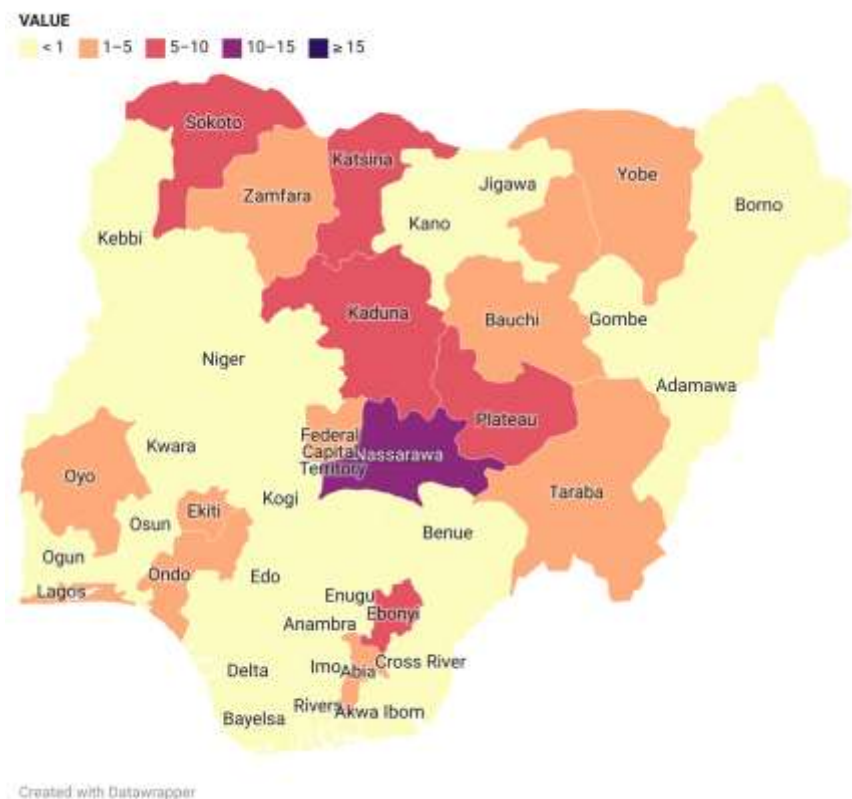 VALUE
< 1 1–5 5–10 10–15 ≥ 15
Sokoto
Katsina
Zamfara
Jigawa
Yobe
Borno
Kano
Kebbi
Kaduna
Bauchi
Gombe
Niger
Adamawa
Plateau
Federal
Capital
Territory
Nassarawa
Kwara
Oyo
Taraba
Kogi
Ekiti
Osun
Benue
Ogun
Ondo
Edo
Lagos
Enugu
Ebonyi
Anambra
Delta
Imo
Abia
Cross River
Rivers
Akwa Ibom
Bayelsa
Created with Datawrapper